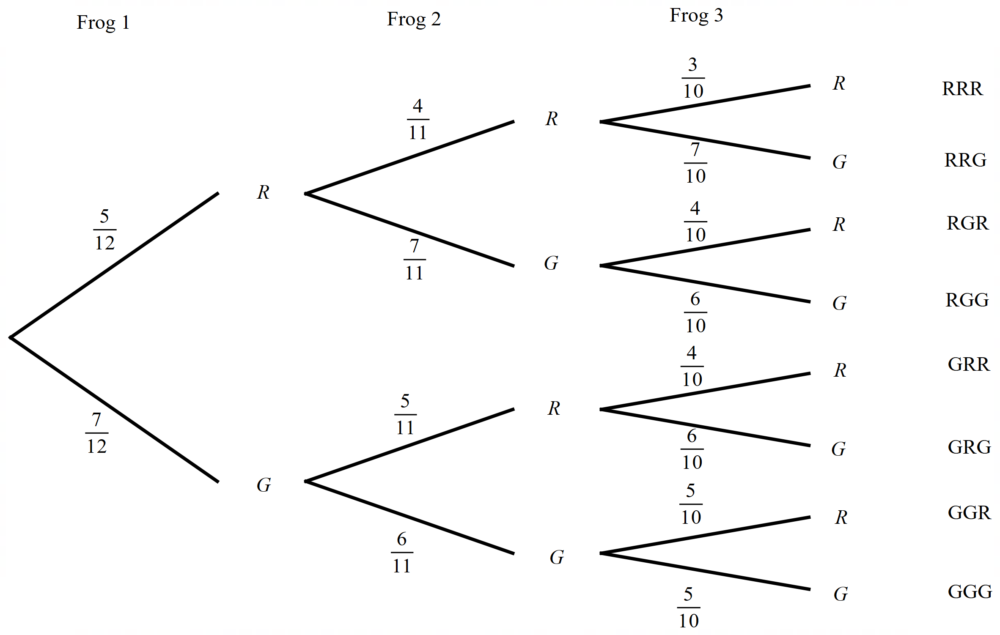 Frog 1 Frog 2 Frog 3
3/10 R RRR
4/11 R
7/10 G RRG
5/12 R
4/10 R RGR
7/11 G
6/10 G RGG
4/10 R GRR
5/11 R
6/10 G GRG
7/12 G
5/10 R GGR
6/11 G
5/10 G GGG